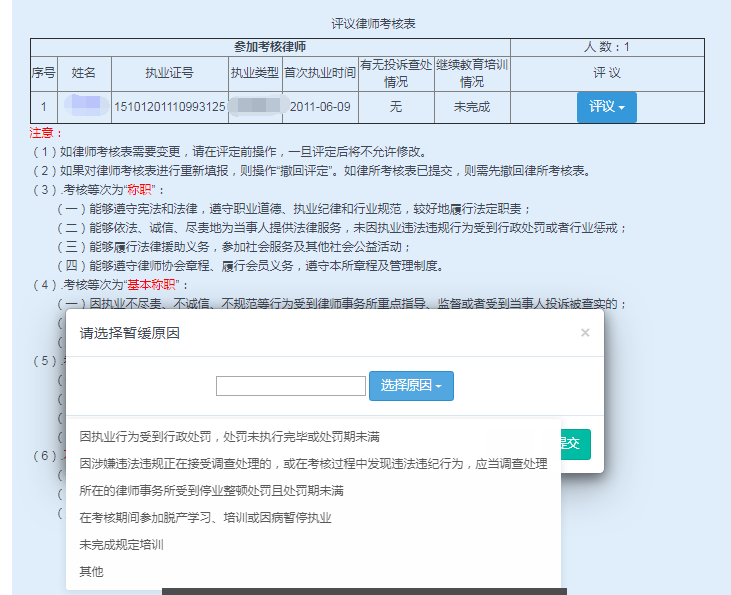 评议律师考核表
参加考核律师 人 数：1
序号 姓名 执业证号 执业类型 首次执业时间 有无投诉查处情况 继续教育培训情况 评 议
1 15101201110993125 2011-06-09 无 未完成 评议
注意：
（1）如律师考核表需要变更，请在评定前操作，一旦评定后将不允许修改。
（2）如果对律师考核表进行重新填报，则操作“撤回评定”。如律所考核表已提交，则需先撤回律所考核表。
（3）.考核等次为“称职”：
（一）能够遵守宪法和法律，遵守职业道德、执业纪律和行业规范，较好地履行法定职责；
（二）能够依法、诚信、尽责地为当事人提供法律服务，未因执业违法违规行为受到行政处罚或者行业惩戒；
（三）能够履行法律援助义务，参加社会服务及其他社会公益活动；
（四）能够遵守律师协会章程、履行会员义务，遵守本所章程及管理制度。
（4）.考核等次为“基本称职”：
（一）因执业不尽责、不诚信、不规范等行为受到律师事务所重点指导、监督或者受到当事人投诉被查实的；
请选择暂缓原因 ×
（5）
选择原因
因执业行为受到行政处罚，处罚未执行完毕或处罚期未满
提交
（6）
因涉嫌违法违规正在接受调查处理的，或在考核过程中发现违法违纪行为，应当调查处理
所在的律师事务所受到停业整顿处罚且处罚期未满
在考核期间参加脱产学习、培训或因病暂停执业
未完成规定培训
其他